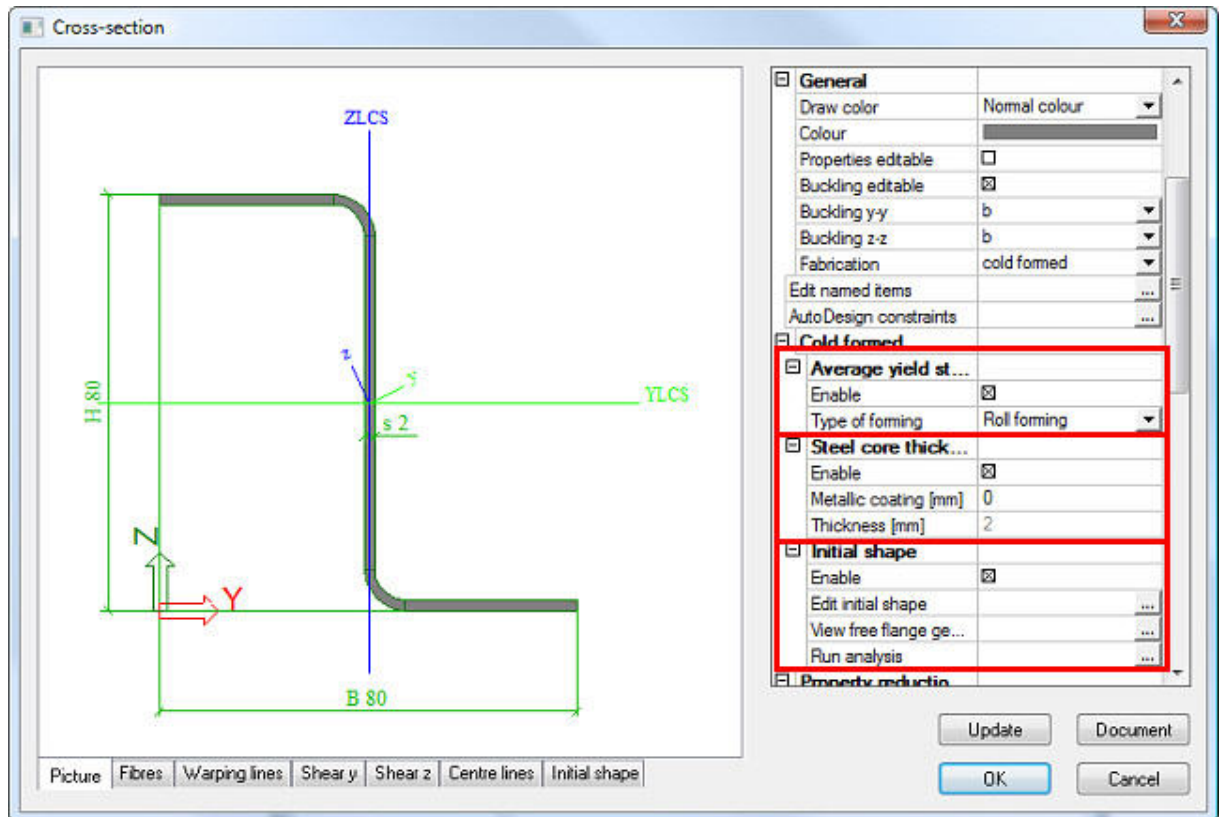 Cross-section
ZLCS
z
y
YLCS
H 80
s 2
Z
Y
B 80
Picture Fibres Warping lines Shear y Shear z Centre lines Initial shape
General
Draw color Normal colour
Colour
Properties editable
Buckling editable
Buckling y-y b
Buckling z-z b
Fabrication cold formed
Edit named items ...
AutoDesign constraints ...
Cold formed
Average yield st...
Enable
Type of forming Roll forming
Steel core thick...
Enable
Metallic coating [mm] 0
Thickness [mm] 2
Initial shape
Enable
Edit initial shape ...
View free flange ge... ...
Run analysis ...
Property reductio
Update Document
OK Cancel